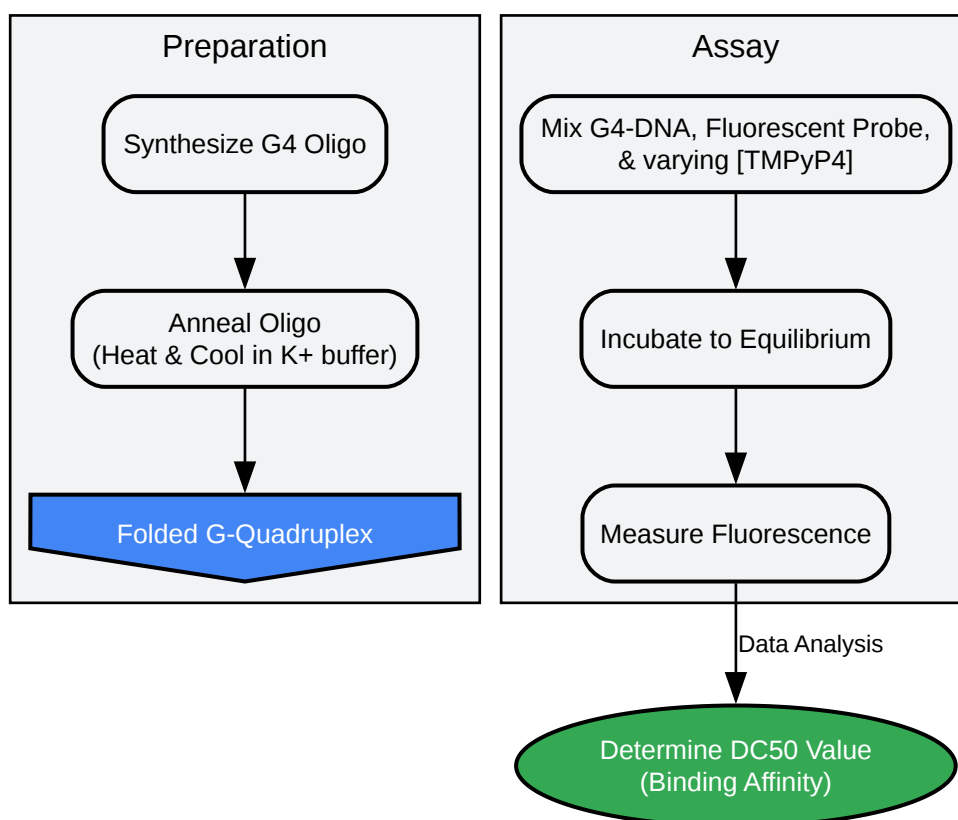 Preparation
Synthesize G4 Oligo
Anneal Oligo
(Heat & Cool in K+ buffer)
Folded G-Quadruplex
Assay
Mix G4-DNA, Fluorescent Probe,
& varying [TMPyP4]
Incubate to Equilibrium
Measure Fluorescence
Data Analysis
Determine DC50 Value
(Binding Affinity)